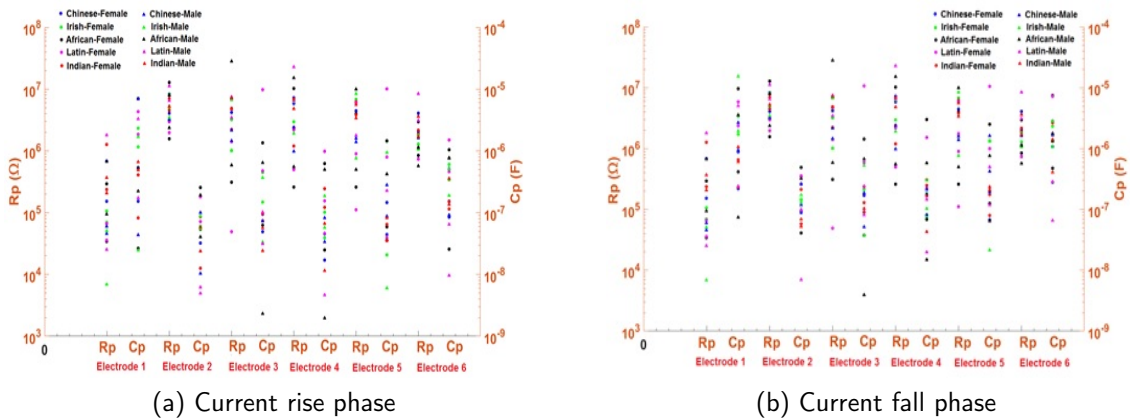 10^8
10^7
10^6
10^5
10^4
10^3
Rp (Ω)
0
Chinese-Female
Irish-Female
African-Female
Latin-Female
Indian-Female
Chinese-Male
Irish-Male
African-Male
Latin-Male
Indian-Male
10^-4
10^-5
10^-6
10^-7
10^-8
10^-9
Cp (F)
Rp Cp Rp Cp Rp Cp Rp Cp Rp Cp Rp Cp
Electrode 1 Electrode 2 Electrode 3 Electrode 4 Electrode 5 Electrode 6
(a) Current rise phase
10^8
10^7
10^6
10^5
10^4
10^3
Rp (Ω)
0
Chinese-Female
Irish-Female
African-Female
Latin-Female
Indian-Female
Chinese-Male
Irish-Male
African-Male
Latin-Male
Indian-Male
10^-4
10^-5
10^-6
10^-7
10^-8
10^-9
Cp (F)
Rp Cp Rp Cp Rp Cp Rp Cp Rp Cp Rp Cp
Electrode 1 Electrode 2 Electrode 3 Electrode 4 Electrode 5 Electrode 6
(b) Current fall phase